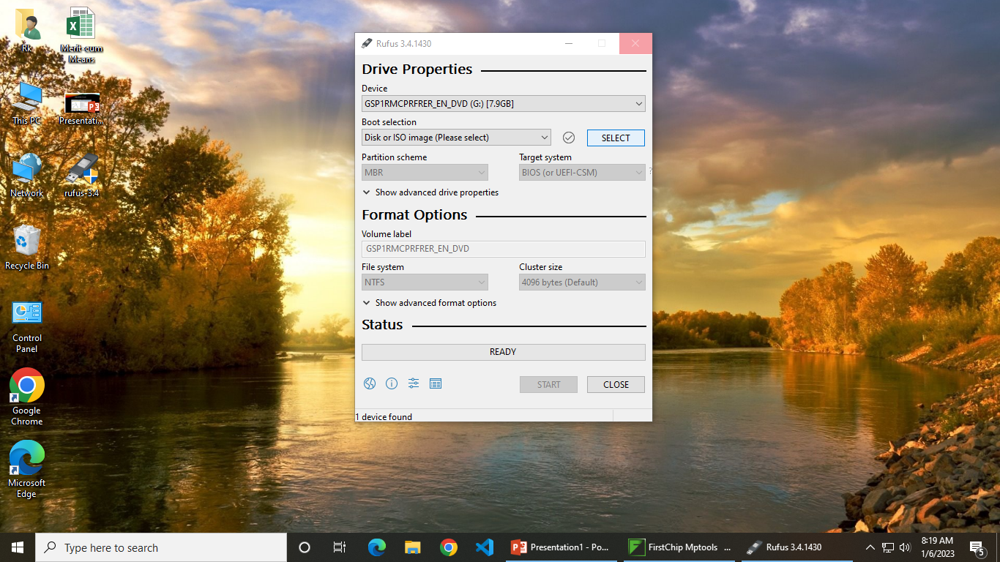 Rk
Merit-cum Means
This PC
Presentati...
Network
rufus-3.4
Recycle Bin
Control Panel
Google Chrome
Microsoft Edge
Rufus 3.4.1430
Drive Properties
Device
GSP1RMCPRFRER_EN_DVD (G:) [7.9GB]
Boot selection
Disk or ISO image (Please select)
SELECT
Partition scheme
Target system
MBR
BIOS (or UEFI-CSM)
?
Show advanced drive properties
Format Options
Volume label
GSP1RMCPRFRER_EN_DVD
File system
Cluster size
NTFS
4096 bytes (Default)
Show advanced format options
Status
READY
START
CLOSE
1 device found
Type here to search
Presentation1 - Po...
FirstChip Mptools ...
Rufus 3.4.1430
8:19 AM
1/6/2023
5